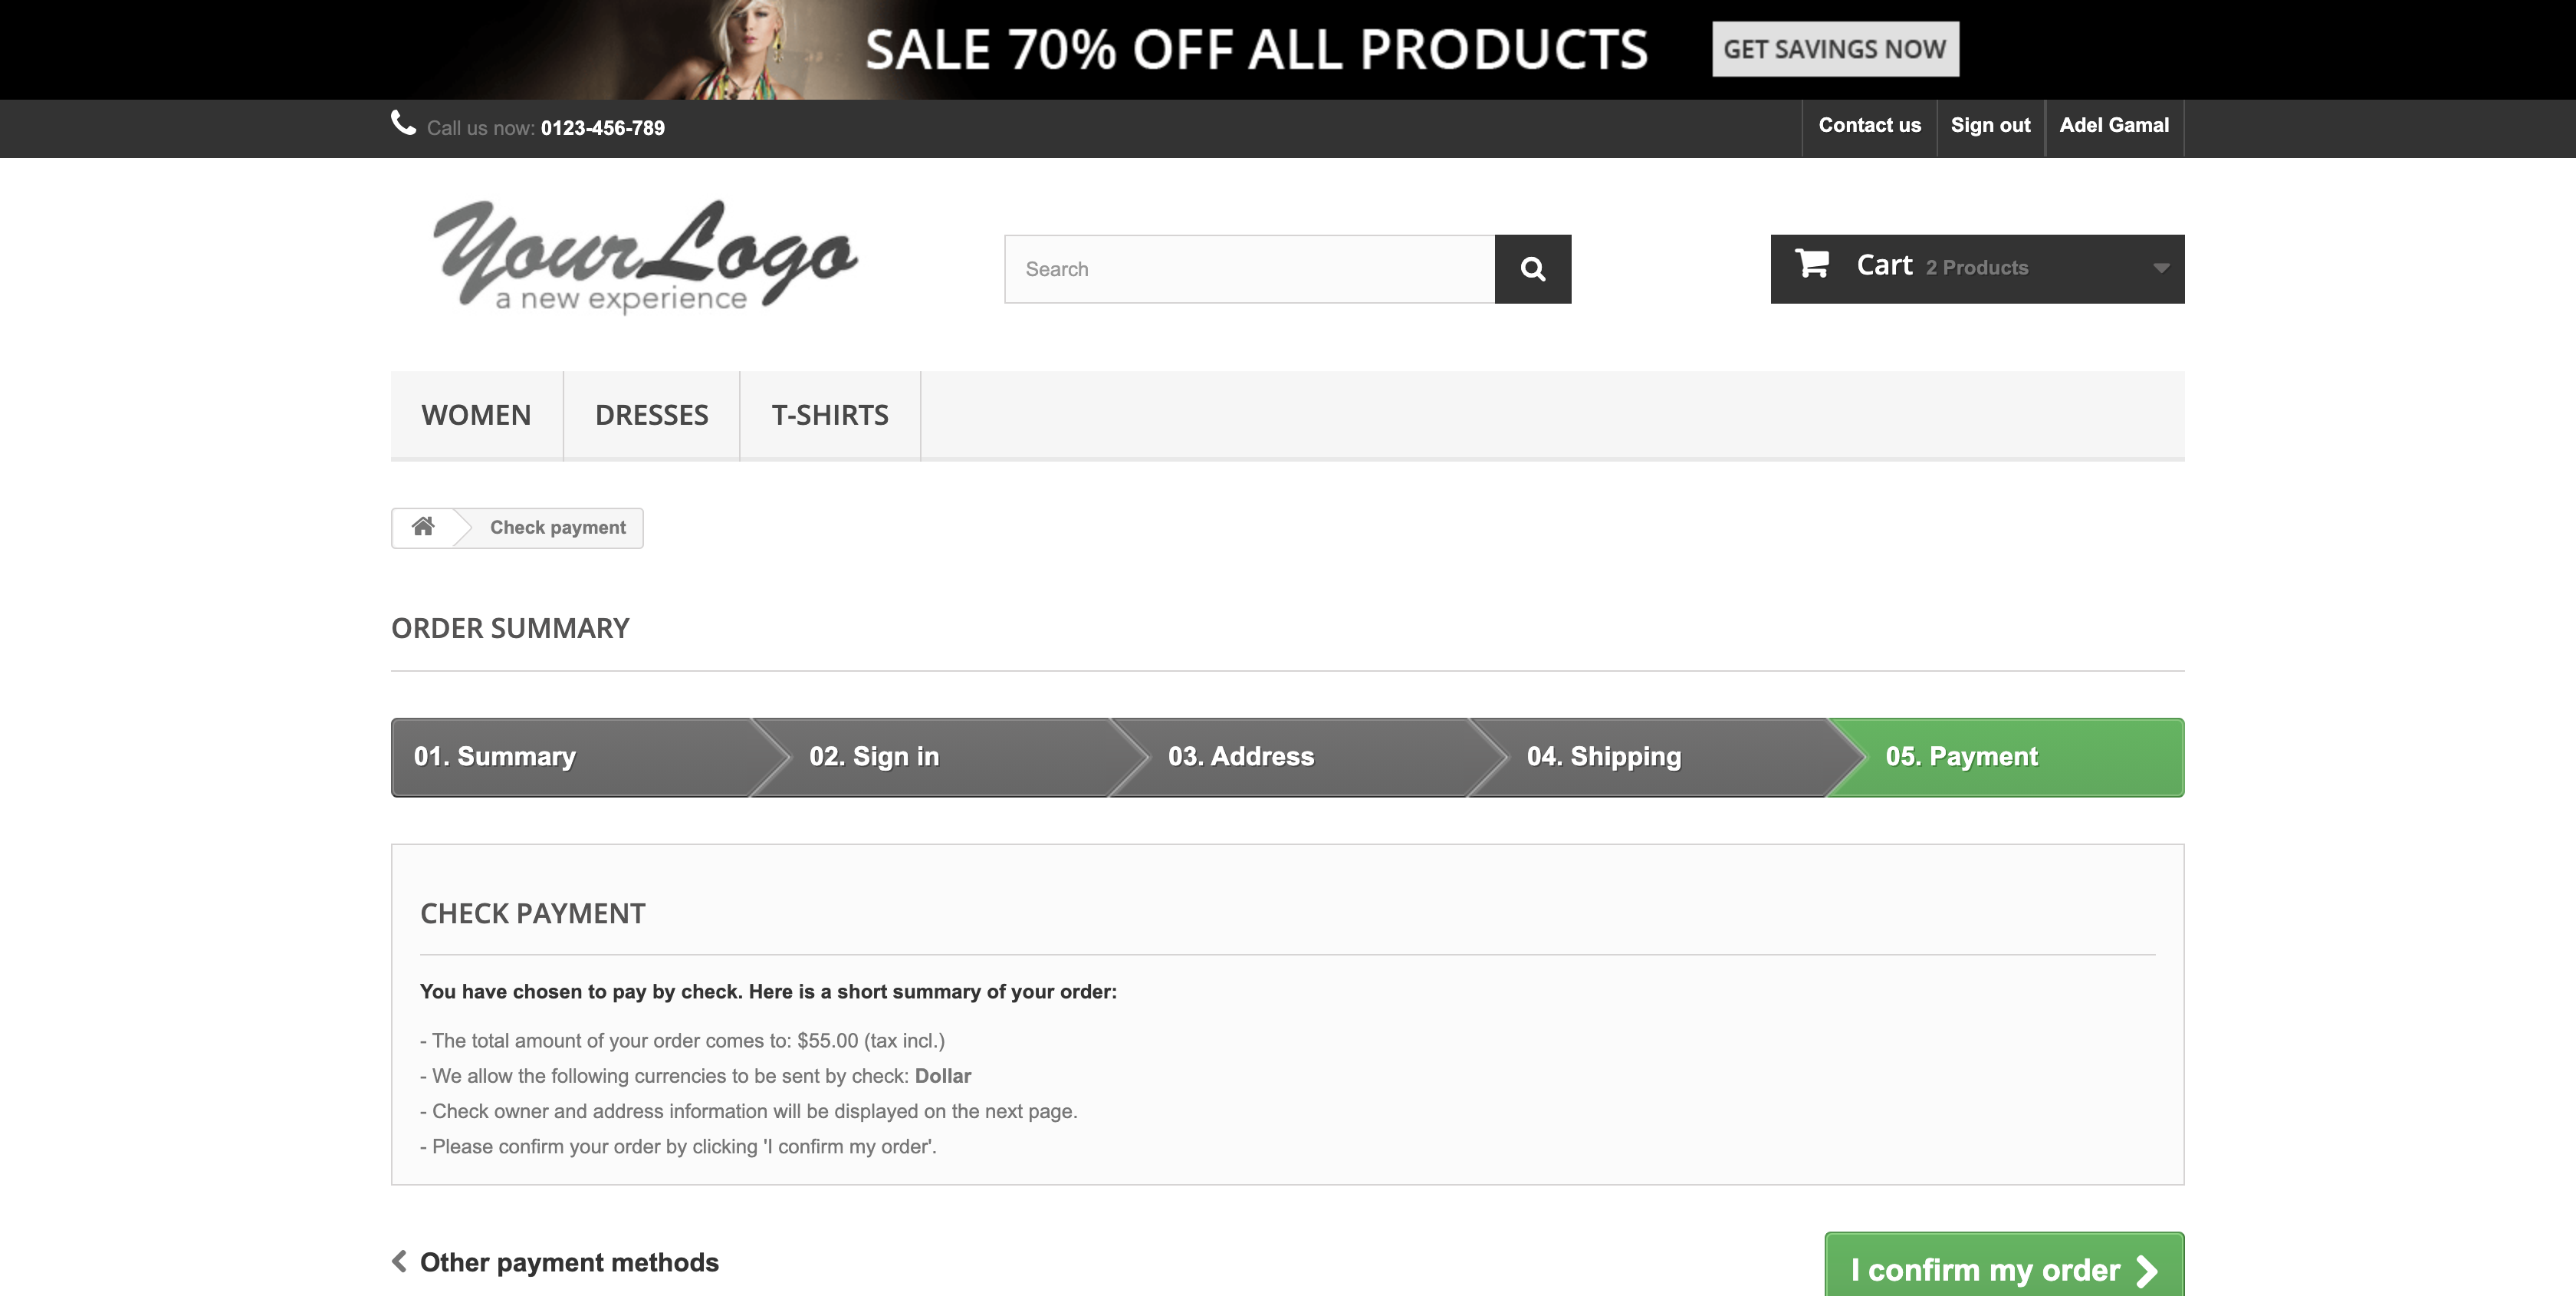 SALE 70% OFF ALL PRODUCTS GET SAVINGS NOW
Call us now: 0123-456-789 Contact us Sign out Adel Gamal
Your Logo
a new experience
Search
Cart 2 Products
WOMEN DRESSES T-SHIRTS
Check payment
ORDER SUMMARY
01. Summary 02. Sign in 03. Address 04. Shipping 05. Payment
CHECK PAYMENT
You have chosen to pay by check. Here is a short summary of your order:
- The total amount of your order comes to: $55.00 (tax incl.)
- We allow the following currencies to be sent by check: Dollar
- Check owner and address information will be displayed on the next page.
- Please confirm your order by clicking 'I confirm my order'.
Other payment methods I confirm my order